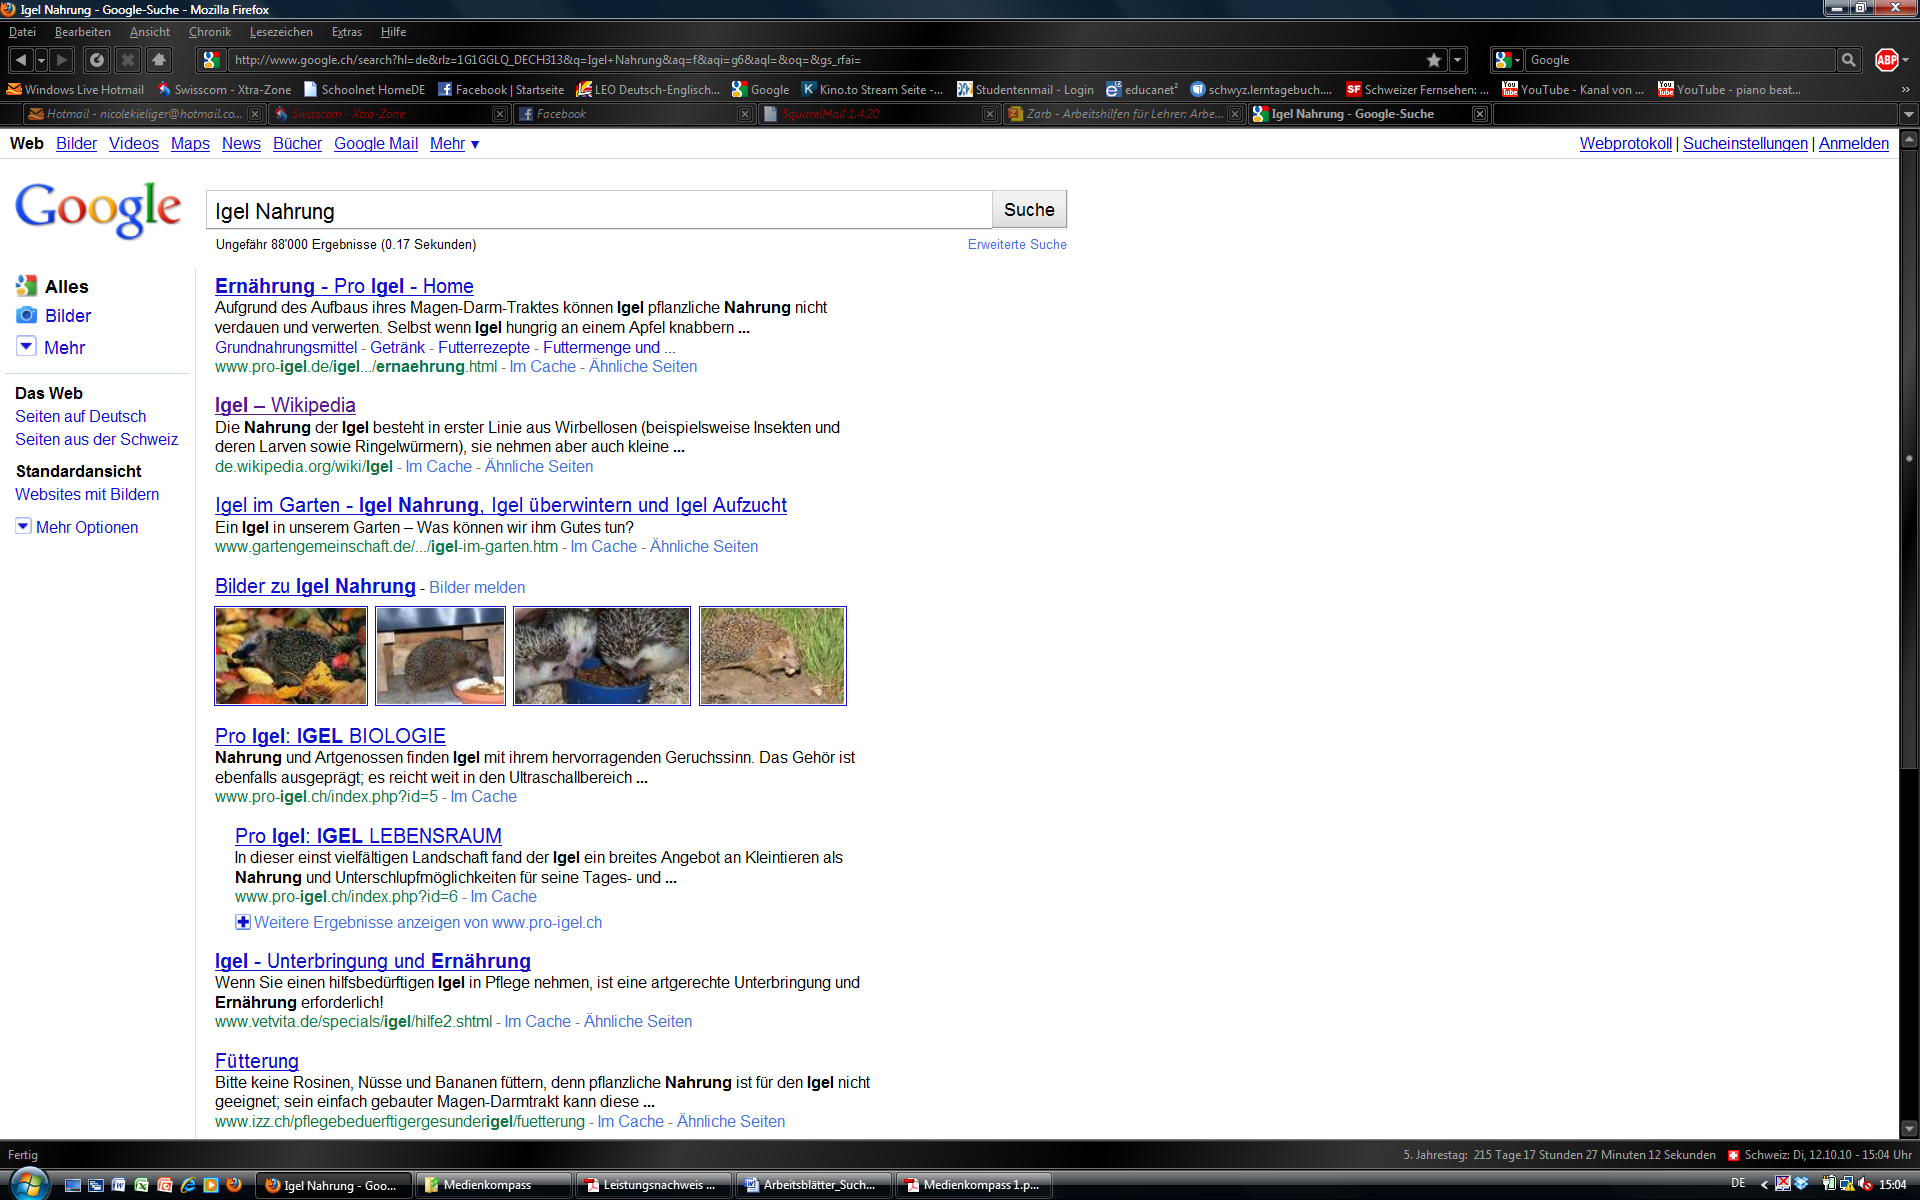 Igel Nahrung - Google-Suche - Mozilla Firefox
Datei Bearbeiten Ansicht Chronik Lesezeichen Extras Hilfe
http://www.google.ch/search?hl=de&rlz=1G1GGLQ_DECH313&q=Igel+Nahrung&aq=f&aqi=g6&aql=&oq=&gs_rfai= Google ABP
Windows Live Hotmail Swisscom - Xtra-Zone Schoolnet HomeDE Facebook | Startseite LEO Deutsch-Englisch... Google Kino.to Stream Seite -... Studentenmail - Login educanet² schwyz.lerntagebuch.... Schweizer Fernsehen: ... YouTube - Kanal von ... YouTube - piano beat... »
Hotmail - nicolekieliger@hotmail.co... Swisscom - Xtra-Zone Facebook SquirrelMail 1.4.20 Zarb - Arbeitshilfen für Lehrer: Arbe... Igel Nahrung - Google-Suche
Web Bilder Videos Maps News Bücher Google Mail Mehr ▼ Webprotokoll | Sucheinstellungen | Anmelden
Google Igel Nahrung Suche
Ungefähr 88'000 Ergebnisse (0.17 Sekunden) Erweiterte Suche
Alles
Bilder
Mehr
Das Web
Seiten auf Deutsch
Seiten aus der Schweiz
Standardansicht
Websites mit Bildern
Mehr Optionen
Ernährung - Pro Igel - Home
Aufgrund des Aufbaus ihres Magen-Darm-Traktes können Igel pflanzliche Nahrung nicht
verdauen und verwerten. Selbst wenn Igel hungrig an einem Apfel knabbern ...
Grundnahrungsmittel - Getränk - Futterrezepte - Futtermenge und ...
www.pro-igel.de/igel.../ernaehrung.html - Im Cache - Ähnliche Seiten
Igel – Wikipedia
Die Nahrung der Igel besteht in erster Linie aus Wirbellosen (beispielsweise Insekten und
deren Larven sowie Ringelwürmern), sie nehmen aber auch kleine ...
de.wikipedia.org/wiki/Igel - Im Cache - Ähnliche Seiten
Igel im Garten - Igel Nahrung, Igel überwintern und Igel Aufzucht
Ein Igel in unserem Garten – Was können wir ihm Gutes tun?
www.gartengemeinschaft.de/.../igel-im-garten.htm - Im Cache - Ähnliche Seiten
Bilder zu Igel Nahrung - Bilder melden
Pro Igel: IGEL BIOLOGIE
Nahrung und Artgenossen finden Igel mit ihrem hervorragenden Geruchssinn. Das Gehör ist
ebenfalls ausgeprägt; es reicht weit in den Ultraschallbereich ...
www.pro-igel.ch/index.php?id=5 - Im Cache
Pro Igel: IGEL LEBENSRAUM
In dieser einst vielfältigen Landschaft fand der Igel ein breites Angebot an Kleintieren als
Nahrung und Unterschlupfmöglichkeiten für seine Tages- und ...
www.pro-igel.ch/index.php?id=6 - Im Cache
Weitere Ergebnisse anzeigen von www.pro-igel.ch
Igel - Unterbringung und Ernährung
Wenn Sie einen hilfsbedürftigen Igel in Pflege nehmen, ist eine artgerechte Unterbringung und
Ernährung erforderlich!
www.vetvita.de/specials/igel/hilfe2.shtml - Im Cache - Ähnliche Seiten
Fütterung
Bitte keine Rosinen, Nüsse und Bananen füttern, denn pflanzliche Nahrung ist für den Igel nicht
geeignet; sein einfach gebauter Magen-Darmtrakt kann diese ...
www.izz.ch/pflegebeduerftigergesunderigel/fuetterung - Im Cache - Ähnliche Seiten
Fertig 5. Jahrestag: 215 Tage 17 Stunden 27 Minuten 12 Sekunden Schweiz: Di, 12.10.10 - 15:04 Uhr
Igel Nahrung - Goo... Medienkompass Leistungsnachweis ... Arbeitsblätter_Such... Medienkompass 1.p... DE < 15:04